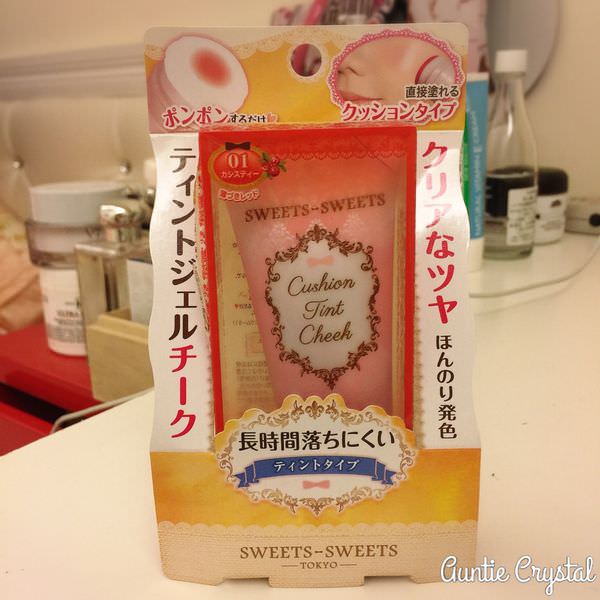 ポンポンするだけ
直接塗れる
クッションタイプ
ティントジェルチーク
クリアなツヤ ほんのり発色
01
カシスティー
SWEETS-SWEETS
TOKYO
Cushion
Tint
Cheek
長時間落ちにくい
ティントタイプ
SWEETS-SWEETS
TOKYO
Auntie Crystal